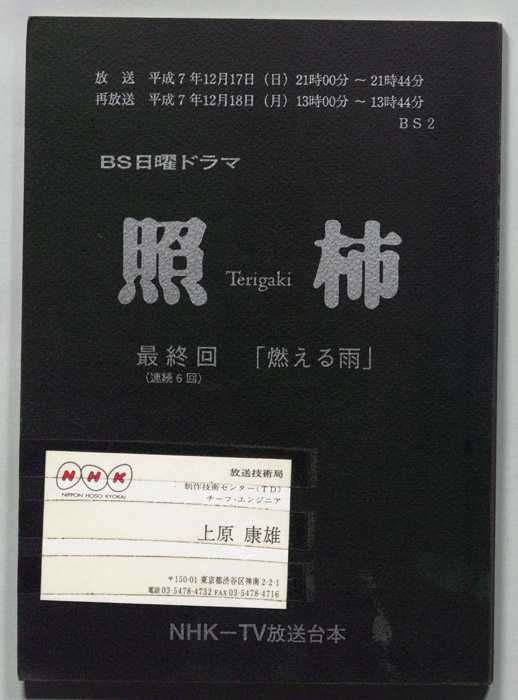 放 送 平成7年12月17日(日)21時00分 ~ 21時44分
再放送 平成7年12月18日(月)13時00分 ~ 13時44分
BS2
BS日曜ドラマ
照 Terigaki 柿
最終回 「燃える雨」
(連続6回)
NHK
NIPPON HOSO KYOKAI
放送技術局
制作技術センター(TD)
チーフ・エンジニア
上原 康雄
〒150-01 東京都渋谷区神南2-2-1
電話 03-5478-4732 FAX 03-5478-4716
NHK-TV放送台本